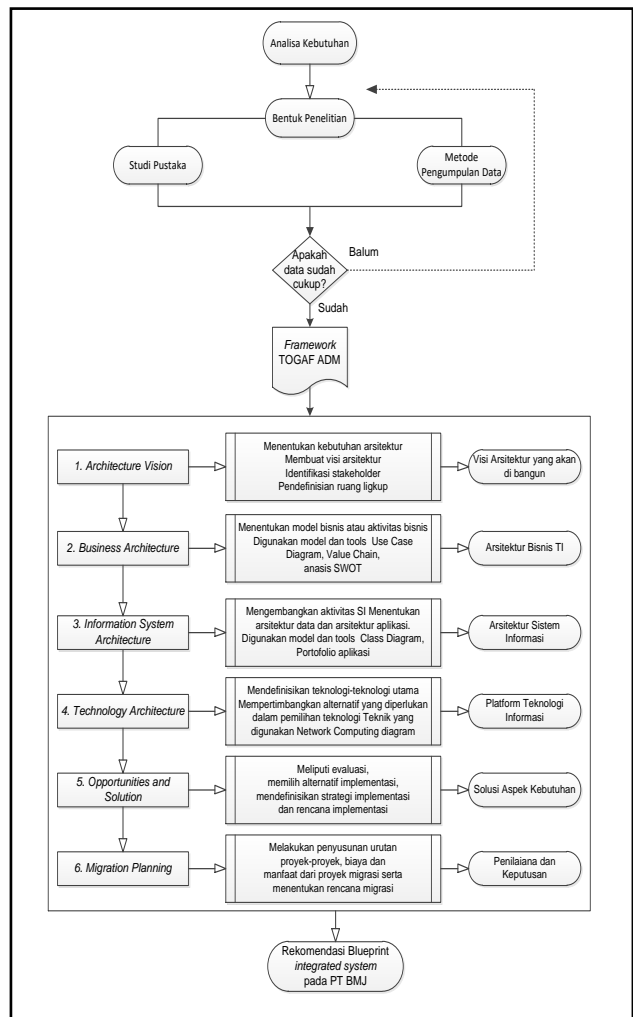 Analisa Kebutuhan
Bentuk Penelitian
Studi Pustaka
Metode
Pengumpulan Data
Apakah
data sudah
cukup?
Balum
Sudah
Framework
TOGAF ADM
1. Architecture Vision
Menentukan kebutuhan arsitektur
Membuat visi arsitektur
Identifikasi stakeholder
Pendefinisian ruang ligkup
Visi Arsitektur yang akan
di bangun
2. Business Architecture
Menentukan model bisnis atau aktivitas bisnis
Digunakan model dan tools Use Case
Diagram, Value Chain,
anasis SWOT
Arsitektur Bisnis TI
3. Information System
Architecture
Mengembangkan aktivitas SI Menentukan
arsitektur data dan arsitektur aplikasi.
Digunakan model dan tools Class Diagram,
Portofolio aplikasi
Arsitektur Sistem
Informasi
4. Technology Architecture
Mendefinisikan teknologi-teknologi utama
Mempertimbangkan alternatif yang diperlukan
dalam pemilihan teknologi Teknik yang
digunakan Network Computing diagram
Platform Teknologi
Informasi
5. Opportunities and
Solution
Meliputi evaluasi,
memilih alternatif implementasi,
mendefinisikan strategi implementasi
dan rencana implementasi
Solusi Aspek Kebutuhan
6. Migration Planning
Melakukan penyusunan urutan
proyek-proyek, biaya dan
manfaat dari proyek migrasi serta
menentukan rencana migrasi
Penilaiana dan
Keputusan
Rekomendasi Blueprint
integrated system
pada PT BMJ